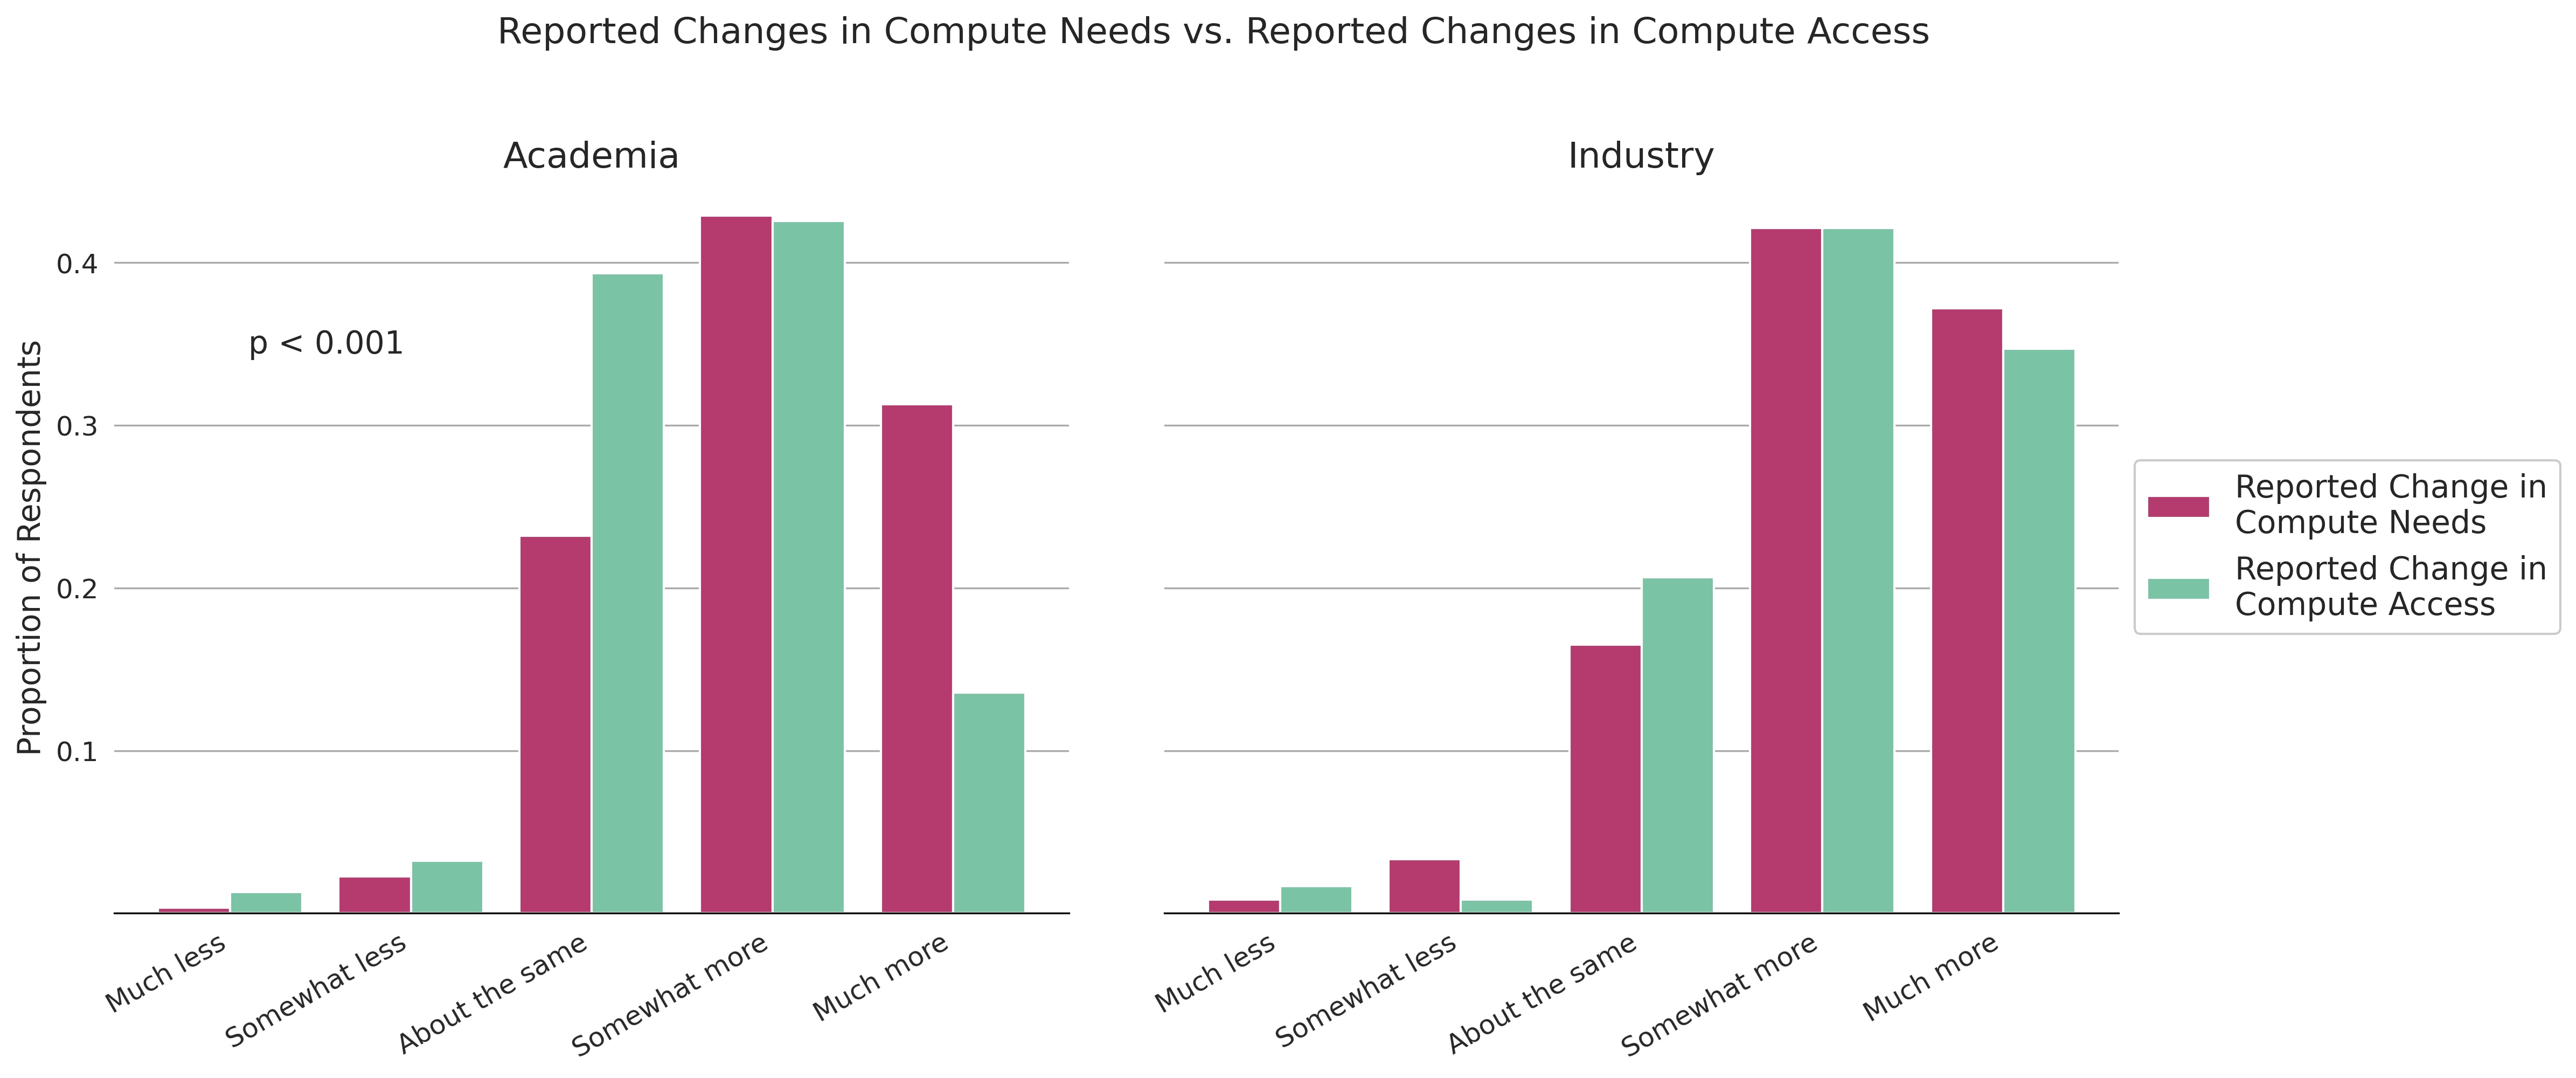 Reported Changes in Compute Needs vs. Reported Changes in Compute Access
Academia
Industry
Proportion of Respondents
0.4
0.3
0.2
0.1
p < 0.001
Much less
Somewhat less
About the same
Somewhat more
Much more
Much less
Somewhat less
About the same
Somewhat more
Much more
Reported Change in
Compute Needs
Reported Change in
Compute Access